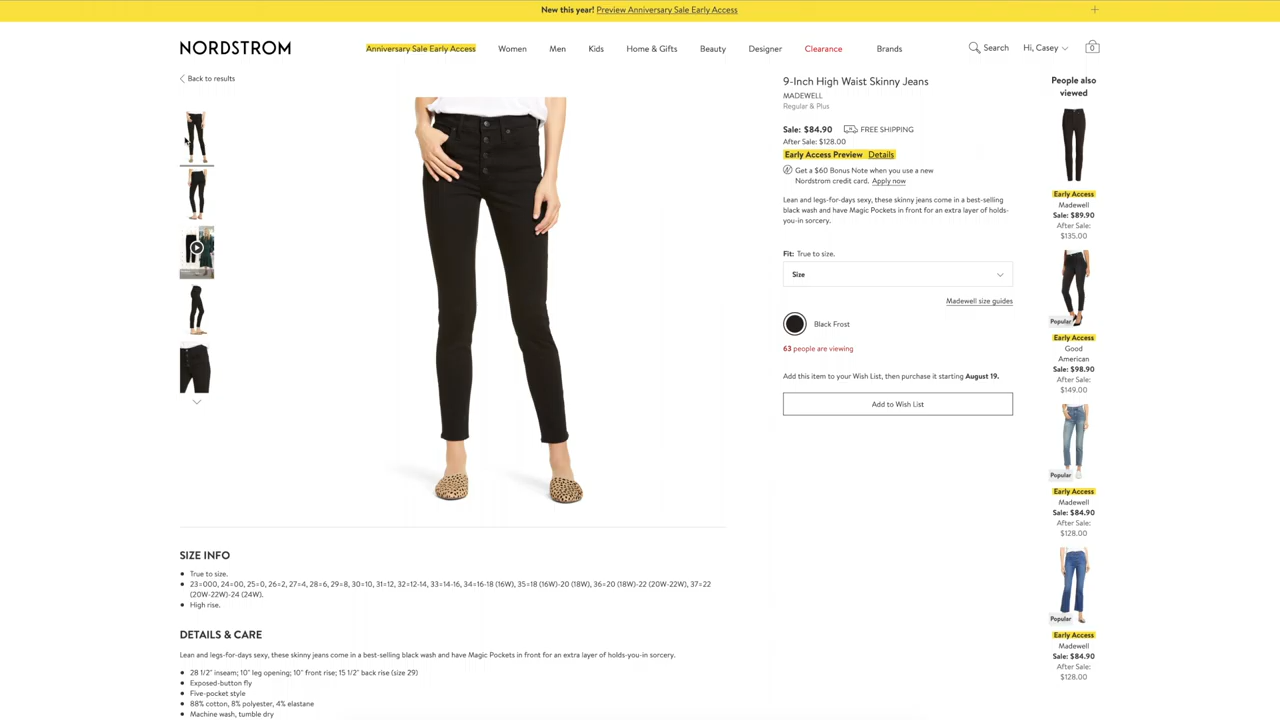 New this year! Preview Anniversary Sale Early Access
NORDSTROM
Anniversary Sale Early Access
Women
Men
Kids
Home & Gifts
Beauty
Designer
Clearance
Brands
Search
Hi, Casey
0
Back to results
9-Inch High Waist Skinny Jeans
MADEWELL
Regular & Plus
Sale: $84.90 FREE SHIPPING
After Sale: $128.00
Early Access Preview Details
Get a $60 Bonus Note when you use a new
Nordstrom credit card. Apply now
Lean and legs-for-days sexy, these skinny jeans come in a best-selling
black wash and have Magic Pockets in front for an extra layer of holds-
you-in sorcery.
Fit: True to size.
Size
Madewell size guides
Black Frost
63 people are viewing
Add this item to your Wish List, then purchase it starting August 19.
Add to Wish List
People also
viewed
Early Access
Madewell
Sale: $89.90
After Sale:
$135.00
Popular
Early Access
Good
American
Sale: $98.90
After Sale:
$149.00
Popular
Early Access
Madewell
Sale: $84.90
After Sale:
$128.00
Popular
Early Access
Madewell
Sale: $84.90
After Sale:
$128.00
SIZE INFO
True to size.
23=000, 24=00, 25=0, 26=2, 27=4, 28=6, 29=8, 30=10, 31=12, 32=12-14, 33=14-16, 34=16-18 (16W), 35=18 (16W)-20 (18W), 36=20 (18W)-22 (20W-22W), 37=22
(20W-22W)-24 (24W).
High rise.
DETAILS & CARE
Lean and legs-for-days sexy, these skinny jeans come in a best-selling black wash and have Magic Pockets in front for an extra layer of holds-you-in sorcery.
28 1/2" inseam; 10" leg opening; 10" front rise; 15 1/2" back rise (size 29)
Exposed-button fly
Five-pocket style
88% cotton, 8% polyester, 4% elastane
Machine wash, tumble dry